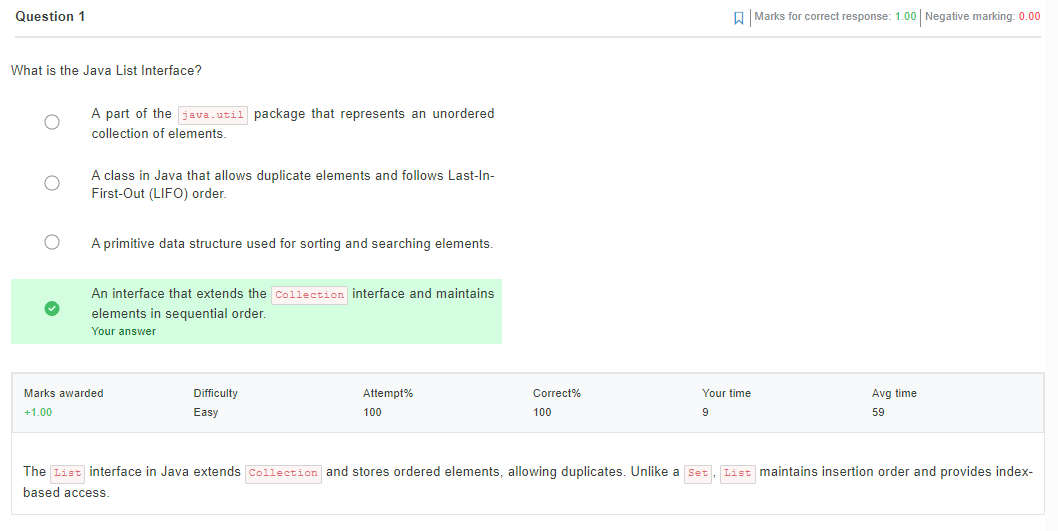 Question 1
Marks for correct response: 1.00 Negative marking: 0.00
What is the Java List Interface?
A part of the java.util package that represents an unordered
collection of elements.
A class in Java that allows duplicate elements and follows Last-In-
First-Out (LIFO) order.
A primitive data structure used for sorting and searching elements.
An interface that extends the Collection interface and maintains
elements in sequential order.
Your answer
Marks awarded Difficulty Attempt% Correct% Your time Avg time
+1.00 Easy 100 100 9 59
The List interface in Java extends Collection and stores ordered elements, allowing duplicates. Unlike a Set, List maintains insertion order and provides index-
based access.